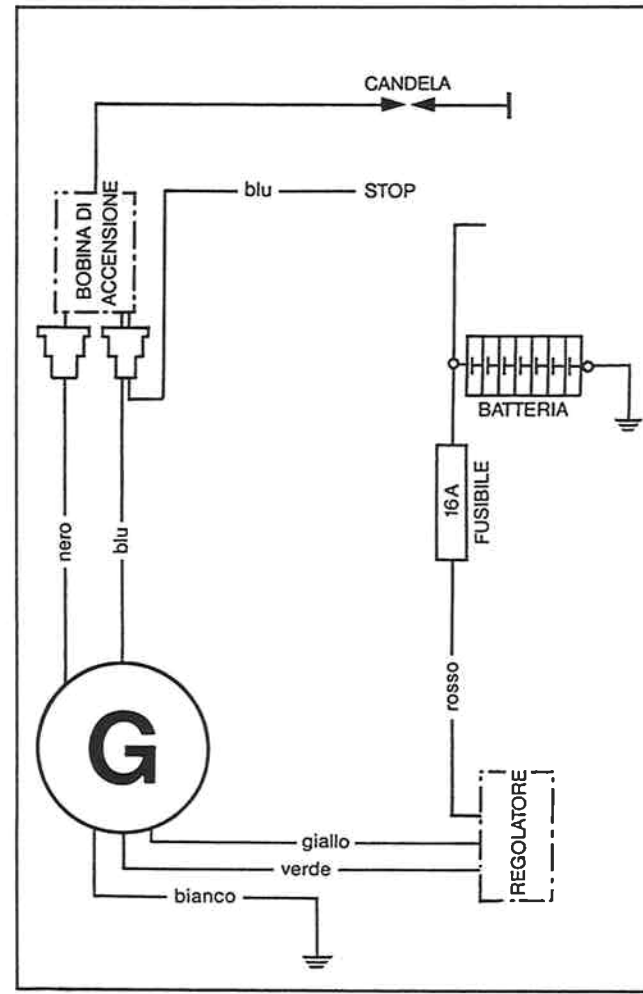 CANDELA
blu
STOP
BOBINA DI
ACCENSIONE
BATTERIA
16A
FUSIBILE
nero
blu
rosso
G
REGOLATORE
giallo
verde
bianco